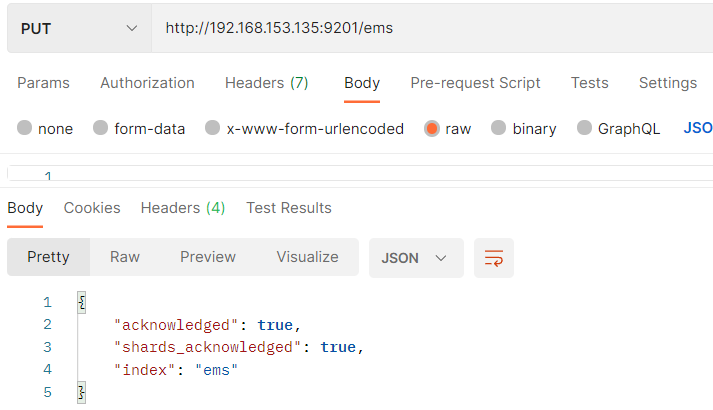 PUT http://192.168.153.135:9201/ems
Params Authorization Headers (7) Body Pre-request Script Tests Settings
none form-data x-www-form-urlencoded raw binary GraphQL JSO
1
Body Cookies Headers (4) Test Results
Pretty Raw Preview Visualize JSON
1 {
2 "acknowledged": true,
3 "shards_acknowledged": true,
4 "index": "ems"
5 }